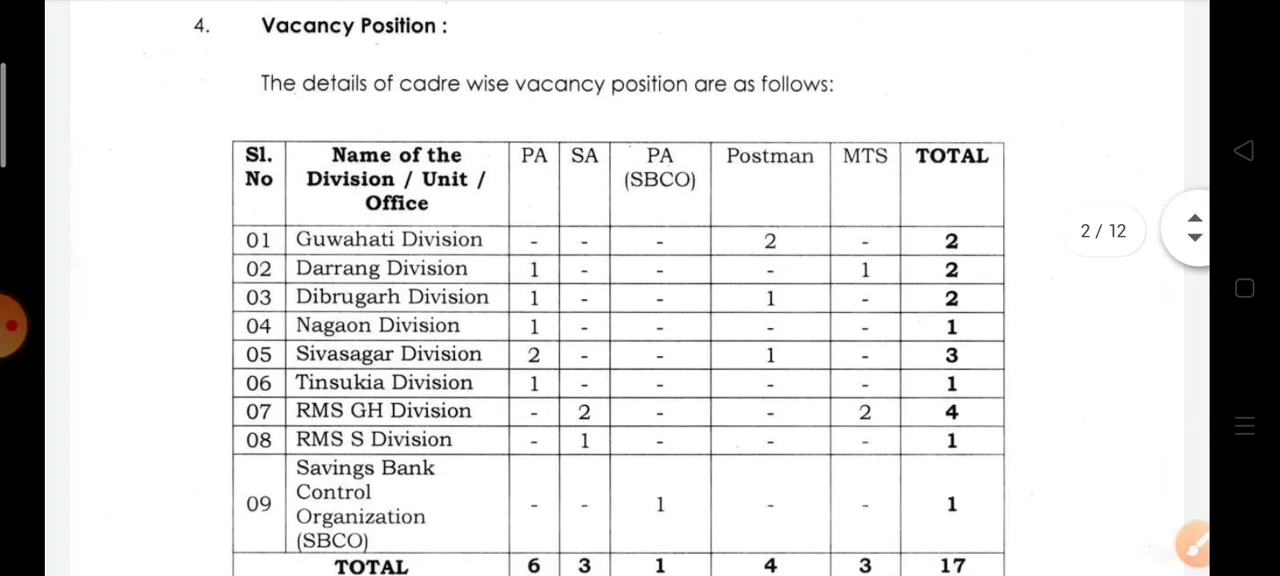 4. Vacancy Position :
The details of cadre wise vacancy position are as follows:
Sl. No | Name of the Division / Unit / Office | PA | SA | PA (SBCO) | Postman | MTS | TOTAL
01 | Guwahati Division | - | - | - | 2 | - | 2
02 | Darrang Division | 1 | - | - | - | 1 | 2
03 | Dibrugarh Division | 1 | - | - | 1 | - | 2
04 | Nagaon Division | 1 | - | - | - | - | 1
05 | Sivasagar Division | 2 | - | - | 1 | - | 3
06 | Tinsukia Division | 1 | - | - | - | - | 1
07 | RMS GH Division | - | 2 | - | - | 2 | 4
08 | RMS S Division | - | 1 | - | - | - | 1
09 | Savings Bank Control Organization (SBCO) | - | - | 1 | - | - | 1
TOTAL | 6 | 3 | 1 | 4 | 3 | 17
2 / 12